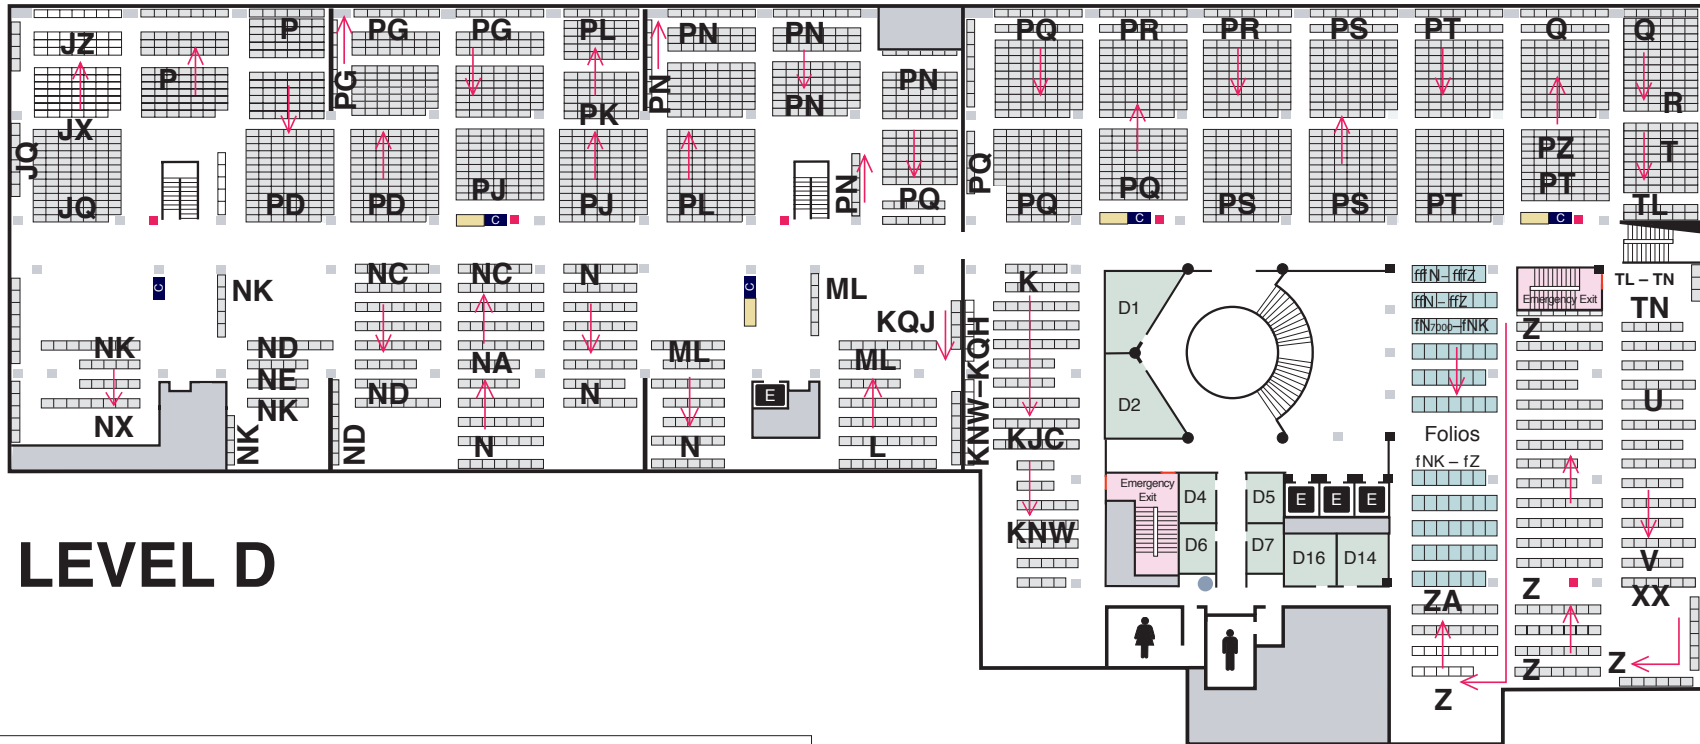 JZ P P PG PG PL PN PN PQ PR PR PS PT Q Q
P PG PN PK PN PN R
JX
JQ PQ PZ T
JQ PD PD PJ PJ PL PN PQ PQ PQ PS PS PT PT TL
C C C
NC NC N K fffN – fffZ TL – TN
C NK C ML D1 ffN – ffZ Emergency Exit TN
KQJ fN7000–fNK Z
NK ND NA ML ML KNW–KQH
NE ND N E D2 U
NX NK
NK ND N N L KJC Folios
fNK – fZ
Emergency
Exit
D4 D5 E E E
KNW D6 D7 D16 D14
V
LEVEL D
ZA Z XX
Z Z
Z